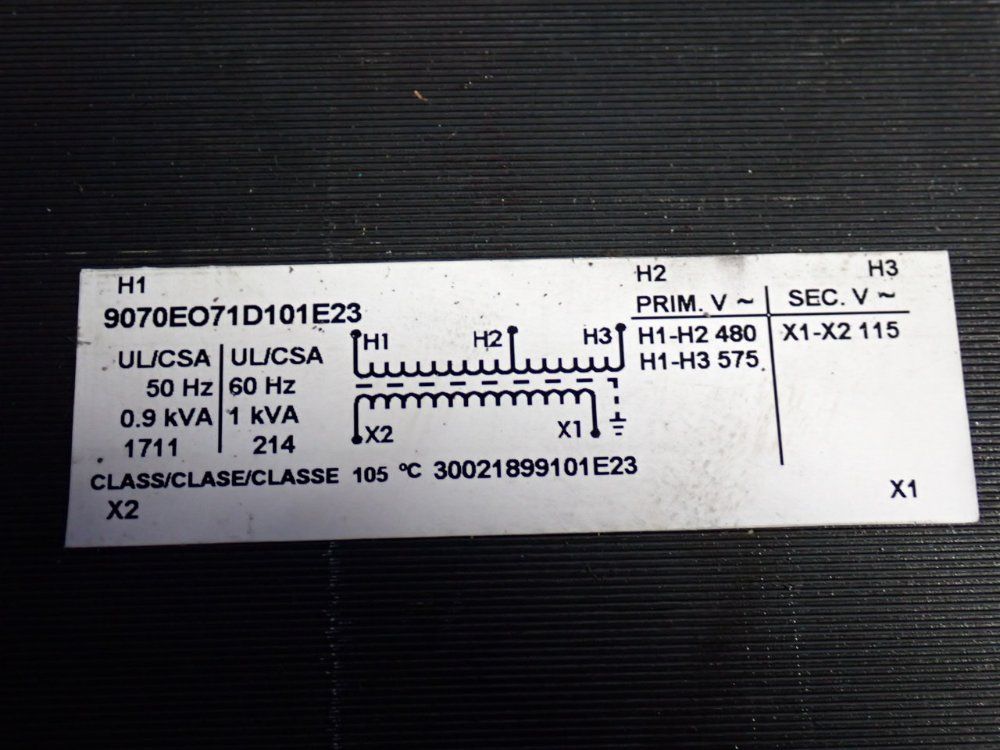 H1 H2 H3
9070EO71D101E23
PRIM. V ~ SEC. V ~
H1 H2 H3
H1-H2 480 X1-X2 115
H1-H3 575
UL/CSA UL/CSA
50 Hz 60 Hz
0.9 kVA 1 kVA
1711 214
X2 X1
CLASS/CLASE/CLASSE 105 ºC 30021899101E23
X2 X1